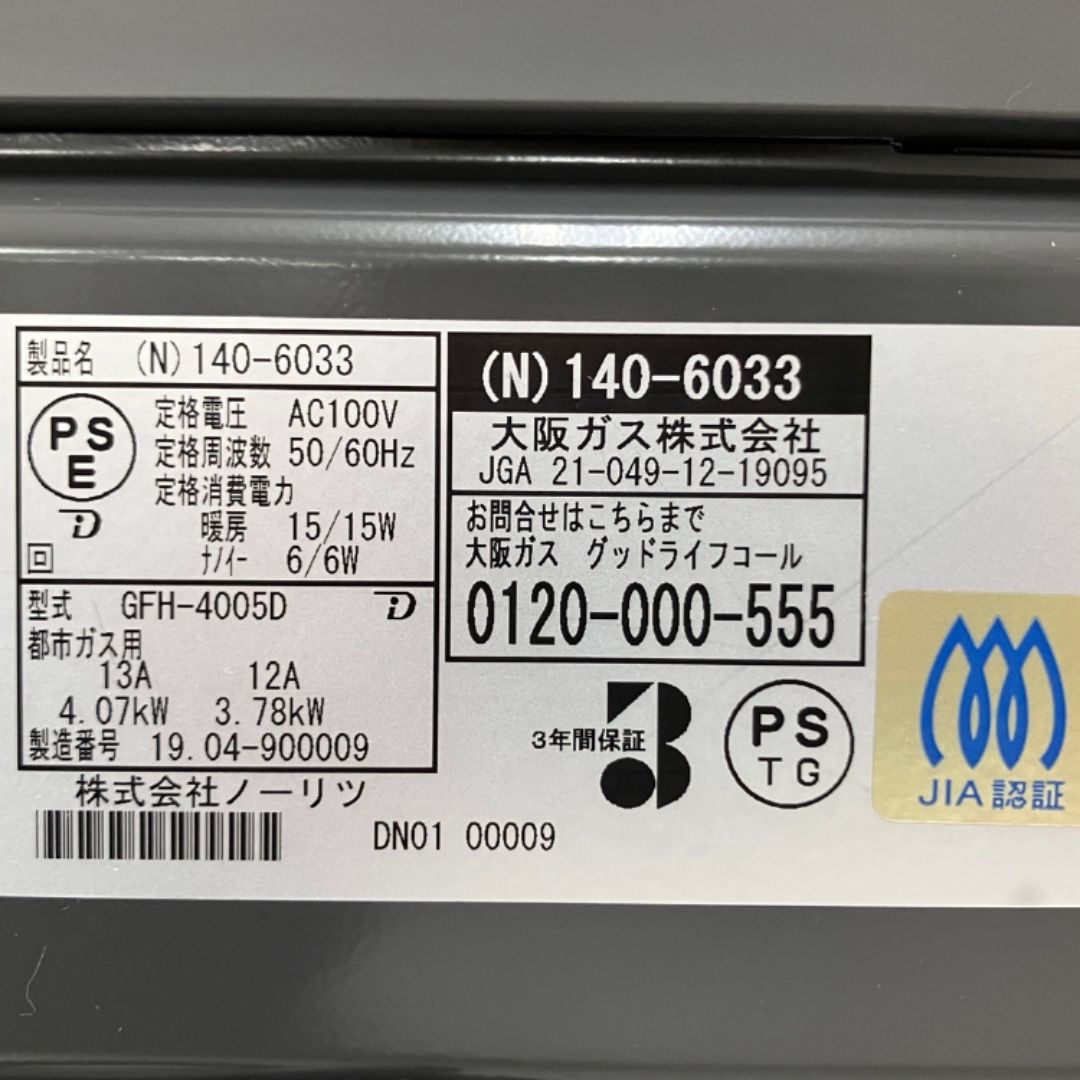 製品名 (N)140-6033
PS
E
定格電圧 AC100V
定格周波数 50/60Hz
定格消費電力
暖房 15/15W
ナノイー 6/6W
型式 GFH-4005D
都市ガス用
13A 12A
4.07kW 3.78kW
製造番号 19.04-900009
株式会社ノーリツ
DN01 00009
(N)140-6033
大阪ガス株式会社
JGA 21-049-12-19095
お問合せはこちらまで
大阪ガス グッドライフコール
0120-000-555
3年間保証
PS
TG
JIA認証